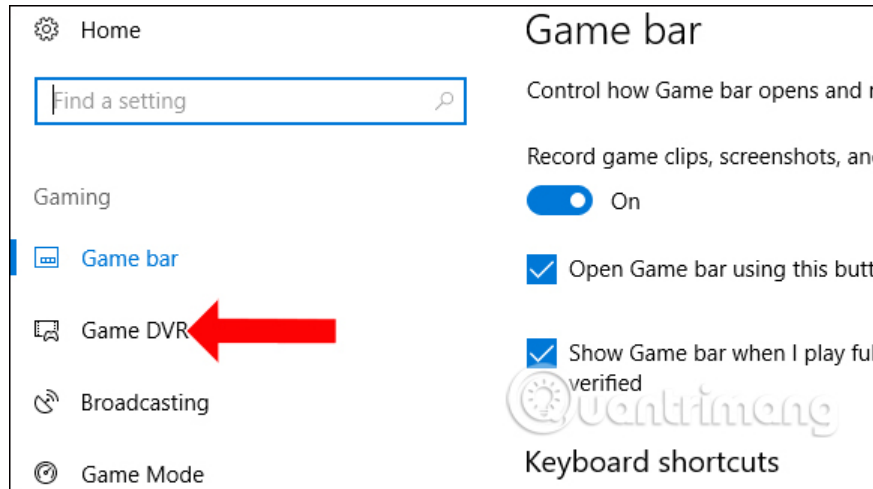 Home
Find a setting
Gaming
Game bar
Game DVR
Broadcasting
Game Mode
Game bar
Control how Game bar opens and r
Record game clips, screenshots, an
On
Open Game bar using this butt
Show Game bar when I play ful
verified
Quantrimang
Keyboard shortcuts